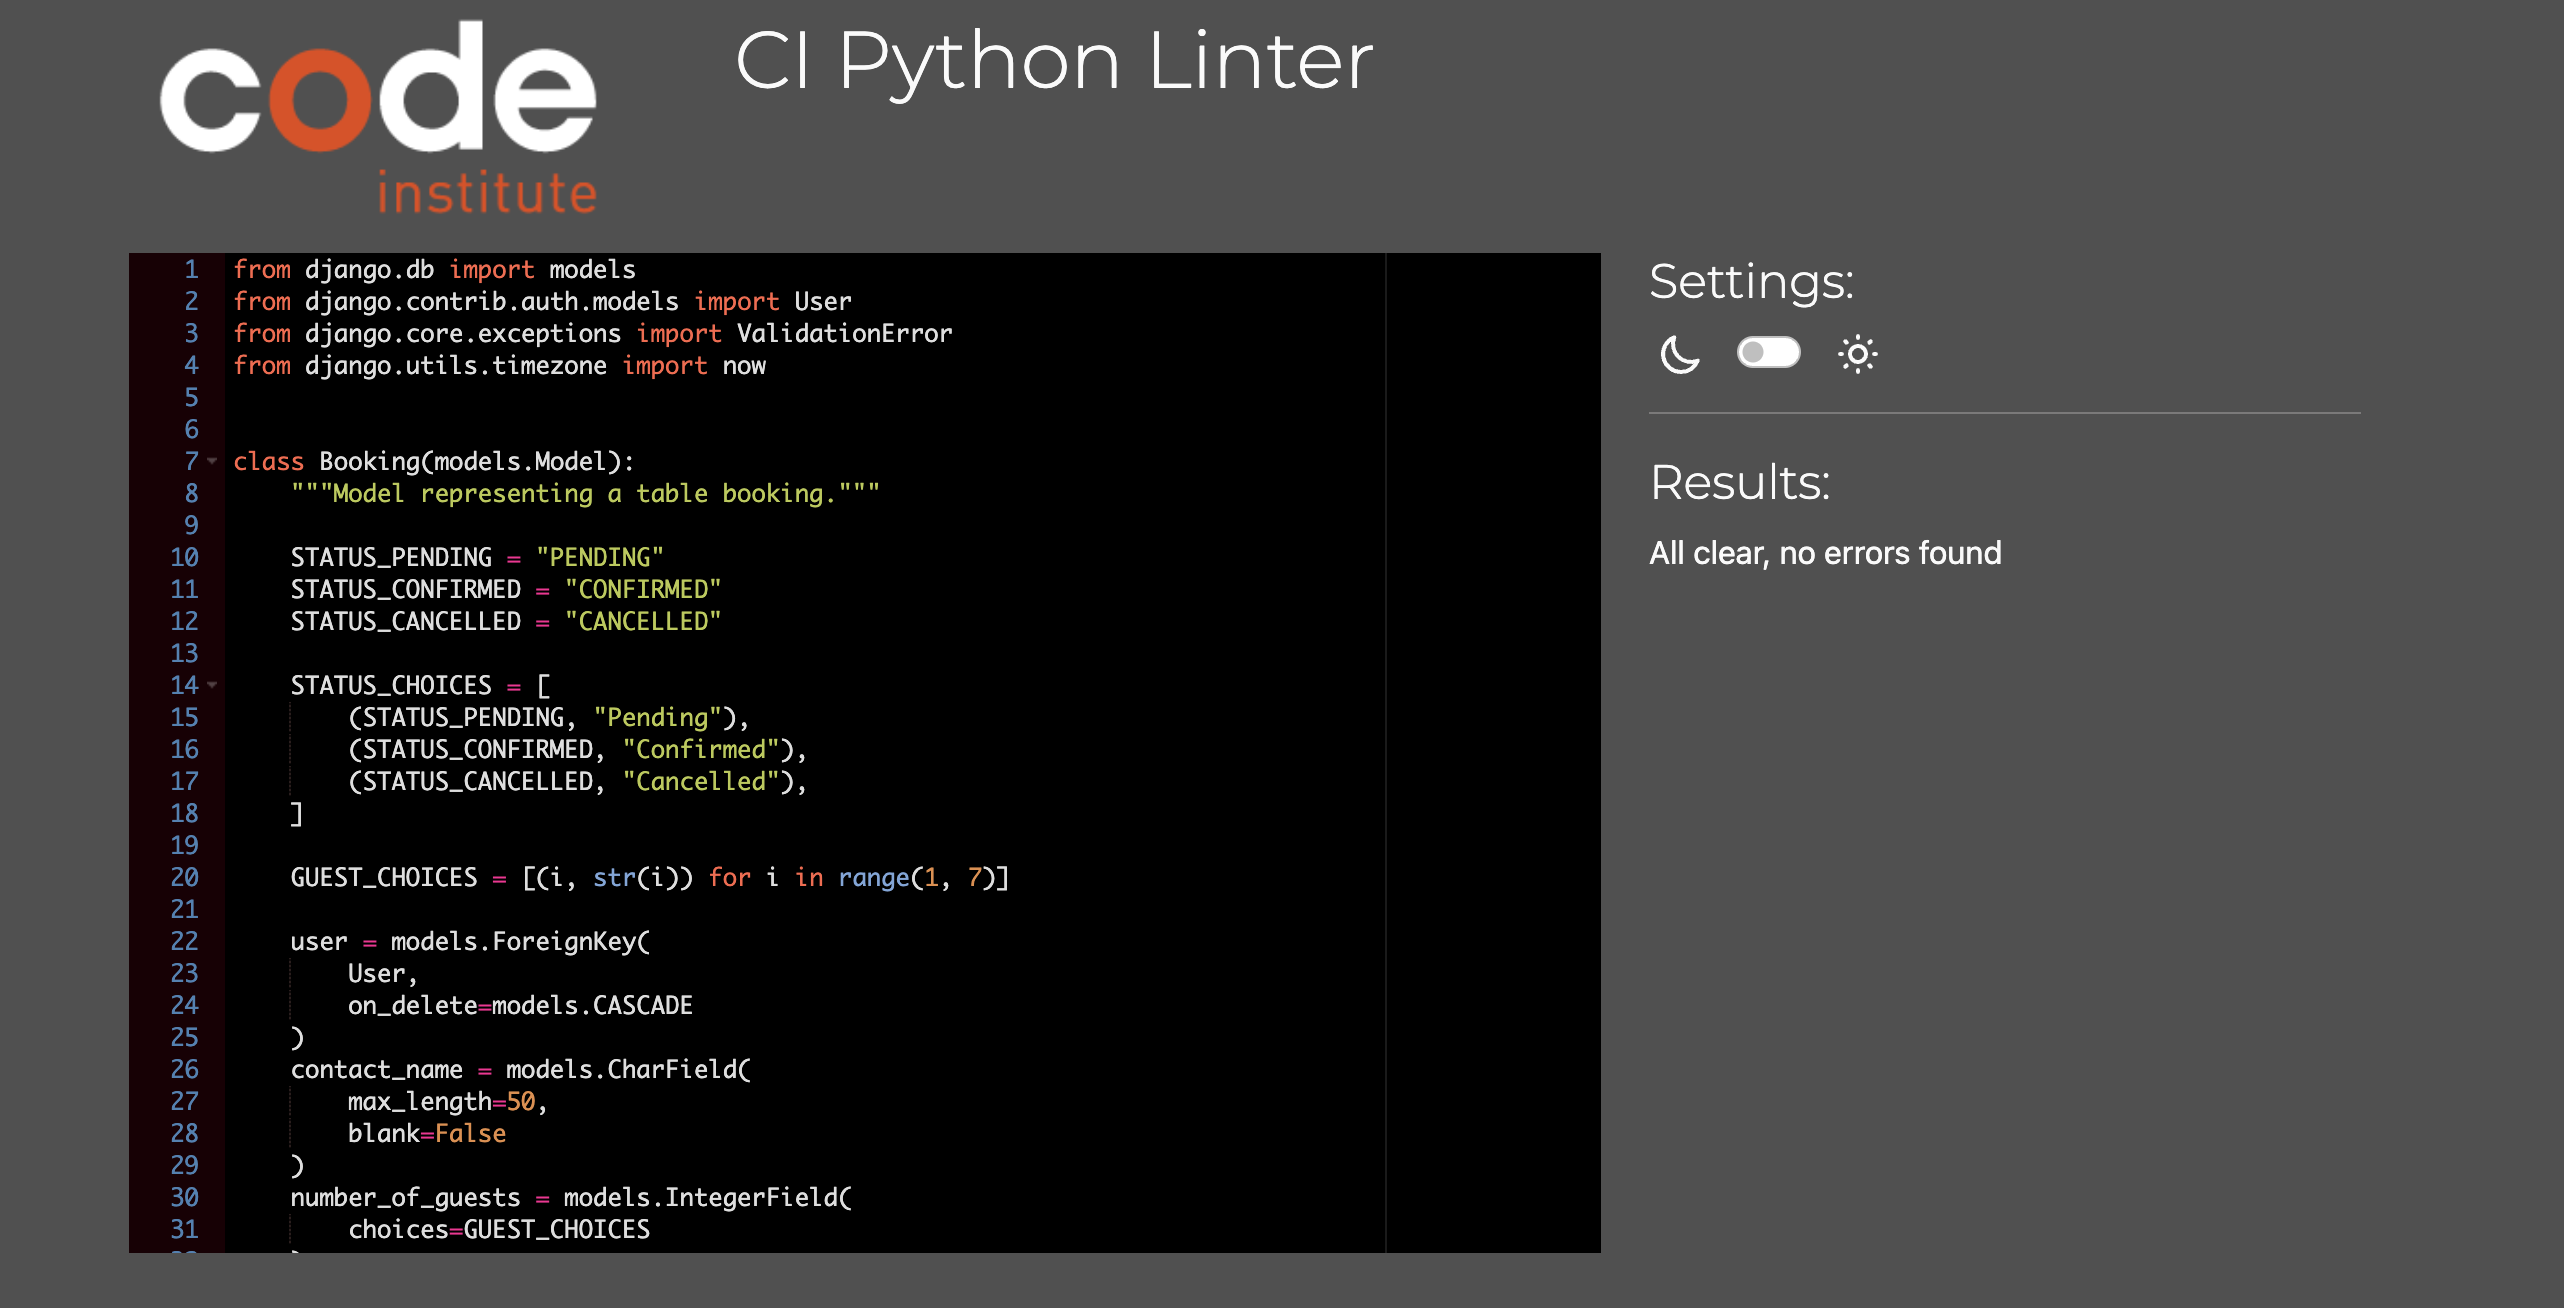 code
institute
CI Python Linter
1 from django.db import models
2 from django.contrib.auth.models import User
3 from django.core.exceptions import ValidationError
4 from django.utils.timezone import now
5
6
7 class Booking(models.Model):
8     """Model representing a table booking."""
9
10     STATUS_PENDING = "PENDING"
11     STATUS_CONFIRMED = "CONFIRMED"
12     STATUS_CANCELLED = "CANCELLED"
13
14     STATUS_CHOICES = [
15         (STATUS_PENDING, "Pending"),
16         (STATUS_CONFIRMED, "Confirmed"),
17         (STATUS_CANCELLED, "Cancelled"),
18     ]
19
20     GUEST_CHOICES = [(i, str(i)) for i in range(1, 7)]
21
22     user = models.ForeignKey(
23         User,
24         on_delete=models.CASCADE
25     )
26     contact_name = models.CharField(
27         max_length=50,
28         blank=False
29     )
30     number_of_guests = models.IntegerField(
31         choices=GUEST_CHOICES
Settings:
Results:
All clear, no errors found